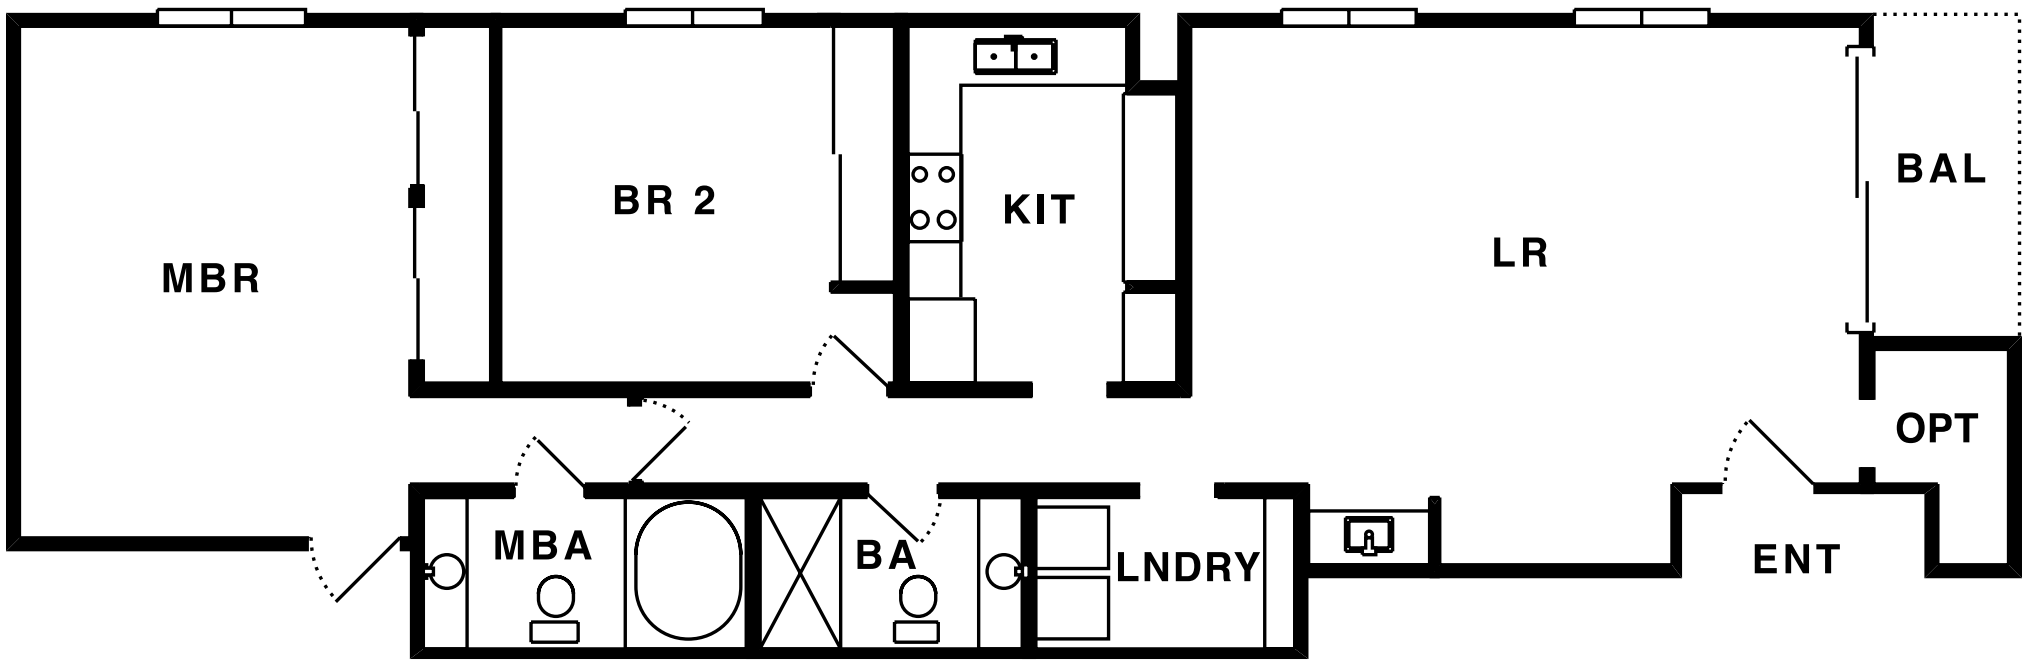 BAL
BR 2
KIT
LR
MBR
OPT
MBA
BA
LNDRY
ENT